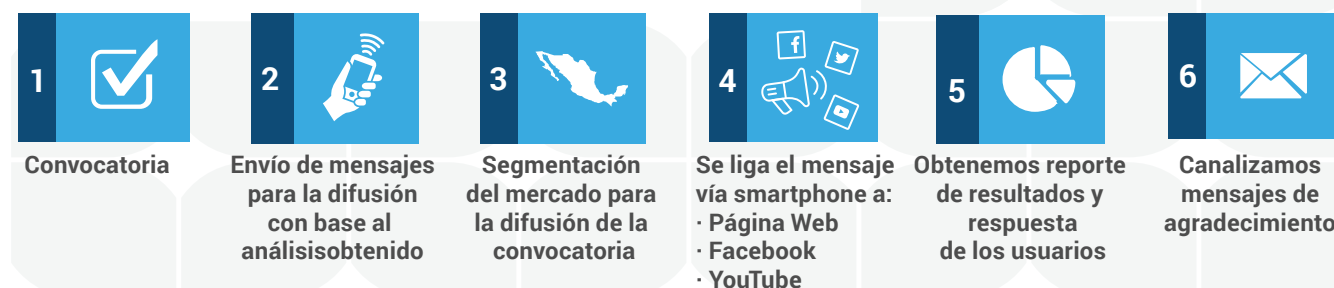 1
Convocatoria
2
Envío de mensajes
para la difusión
con base al
análisisobtenido
3
Segmentación
del mercado para
la difusión de la
convocatoria
4
Se liga el mensaje
vía smartphone a:
· Página Web
· Facebook
· YouTube
5
Obtenemos reporte
de resultados y
respuesta
de los usuarios
6
Canalizamos
mensajes de
agradecimiento